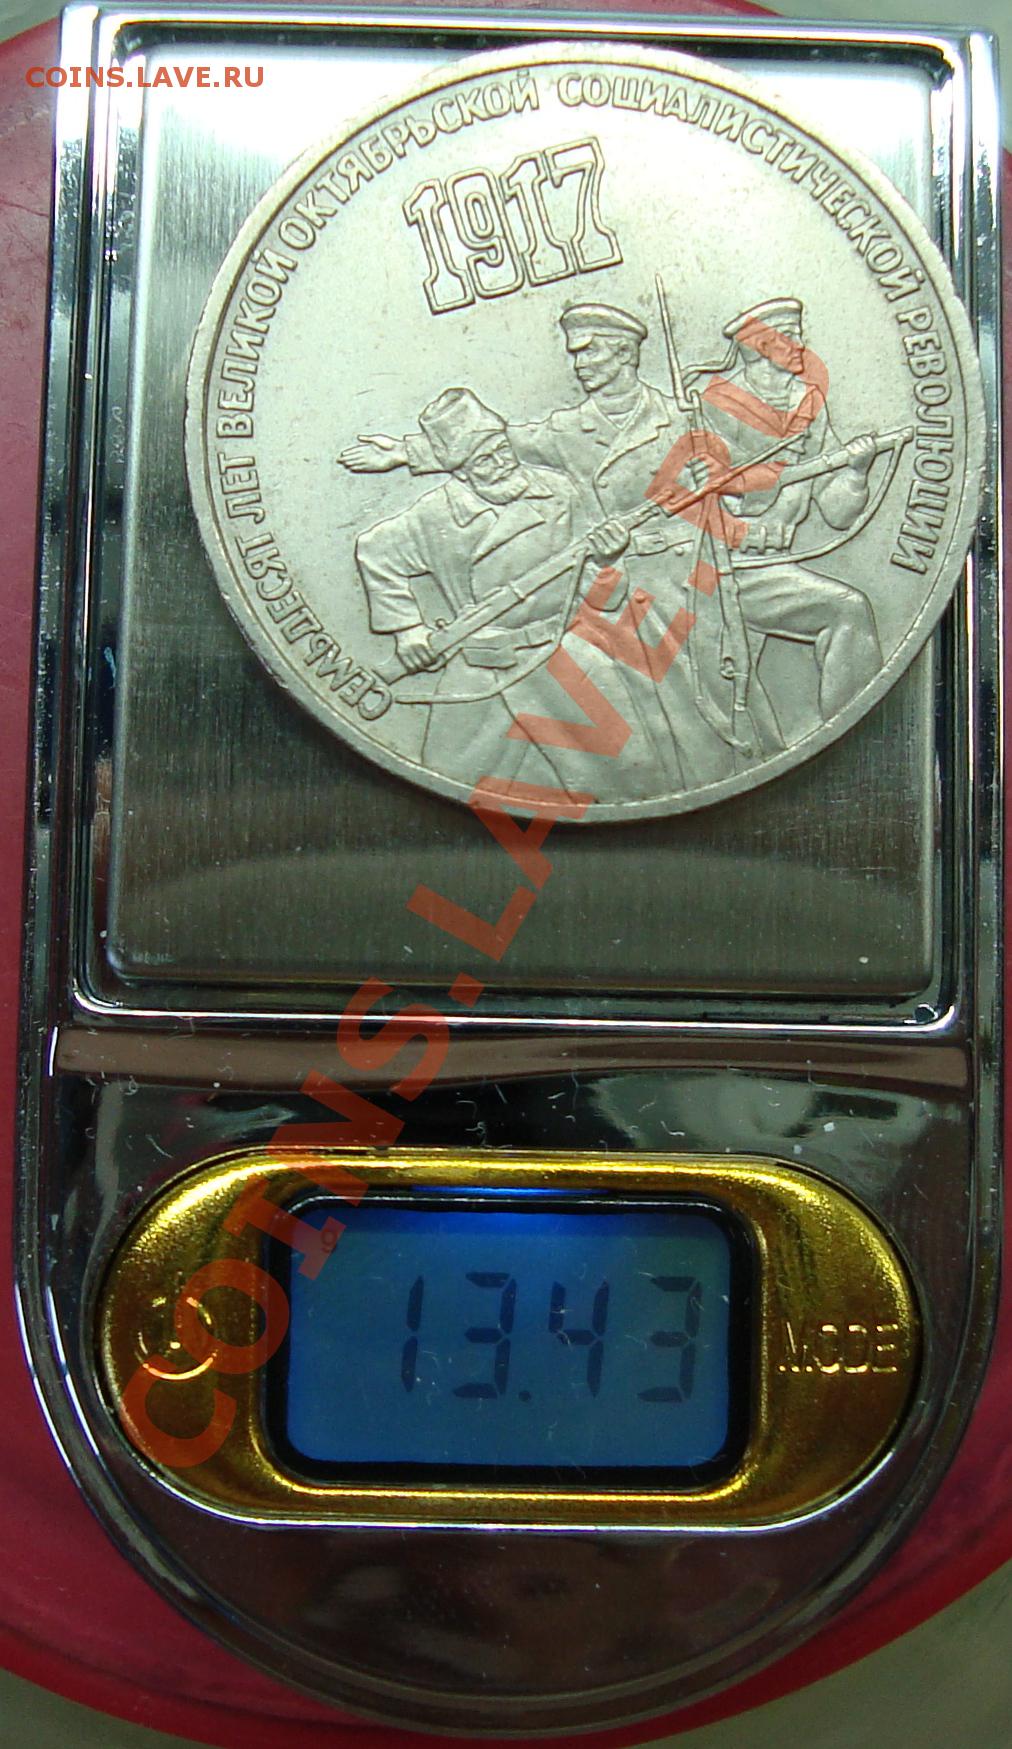 COINS.LAVE.RU
СЕМЬДЕСЯТ ЛЕТ ВЕЛИКОЙ ОКТЯБРЬСКОЙ СОЦИАЛИСТИЧЕСКОЙ РЕВОЛЮЦИИ
1917
COINS.LAVE.RU
g
13.43
MODE